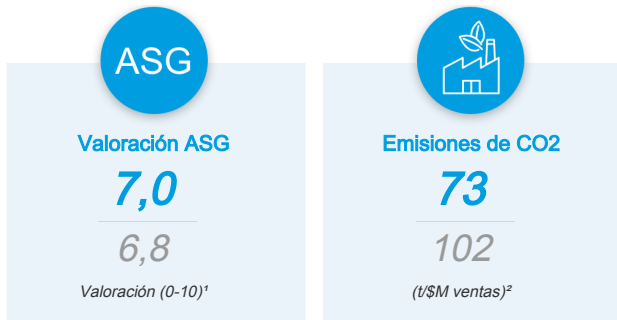 ASG
Valoración ASG
7,0
6,8
Valoración (0-10)¹
Emisiones de CO2
73
102
(t/$M ventas)²